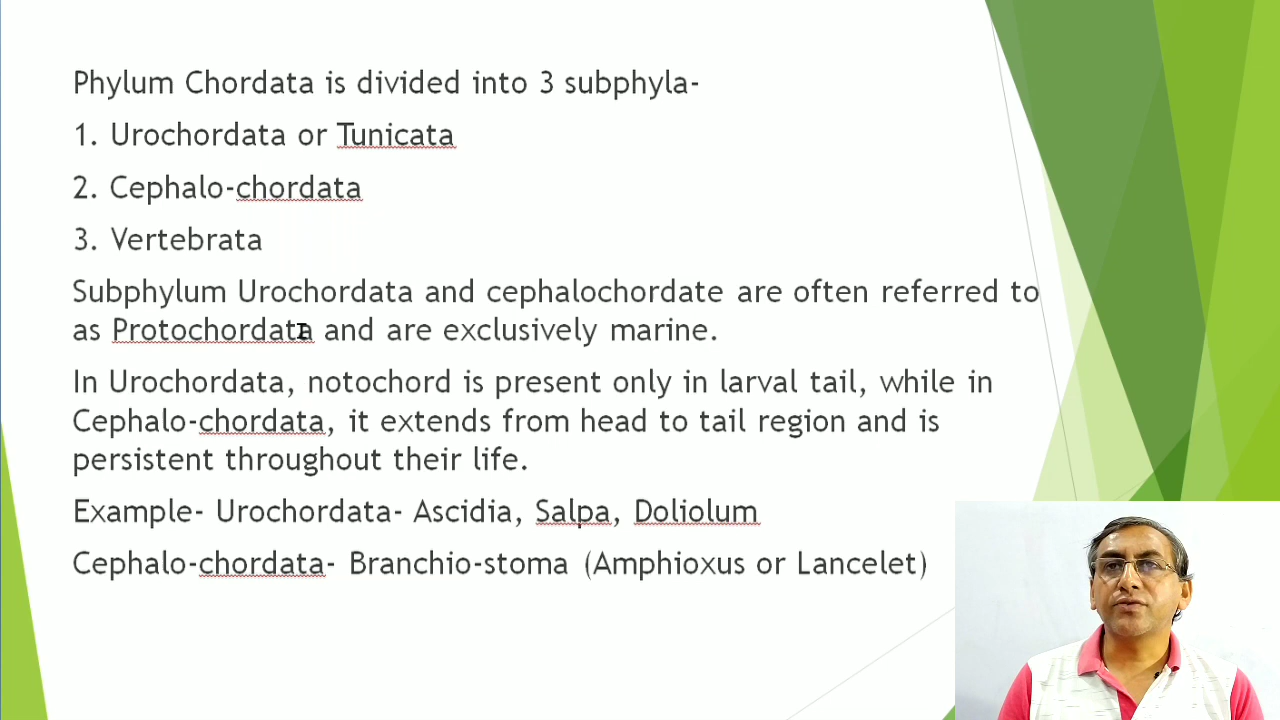 Phylum Chordata is divided into 3 subphyla-
1. Urochordata or Tunicata
2. Cephalo-chordata
3. Vertebrata
Subphylum Urochordata and cephalochordate are often referred to
as Protochordata and are exclusively marine.
In Urochordata, notochord is present only in larval tail, while in
Cephalo-chordata, it extends from head to tail region and is
persistent throughout their life.
Example- Urochordata- Ascidia, Salpa, Doliolum
Cephalo-chordata- Branchio-stoma (Amphioxus or Lancelet)